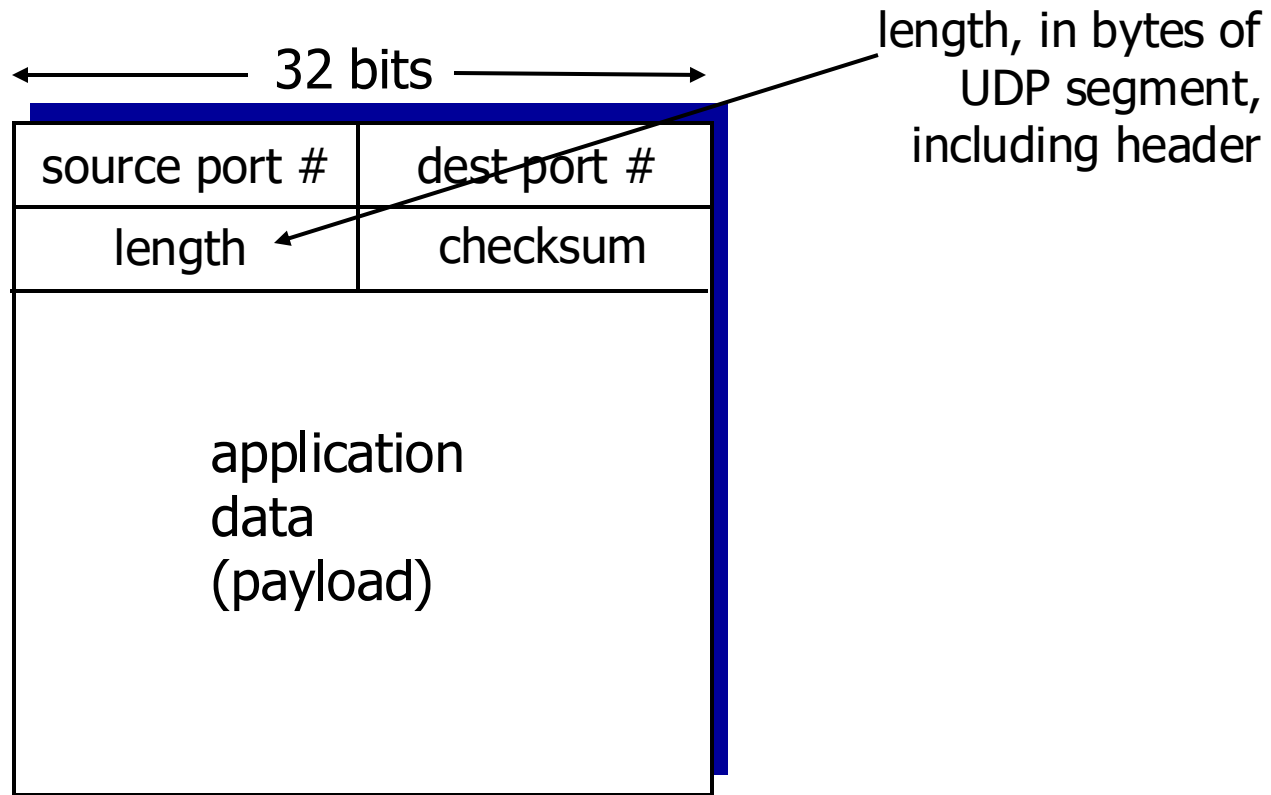 32 bits
length, in bytes of
UDP segment,
including header
source port #
dest port #
length
checksum
application
data
(payload)